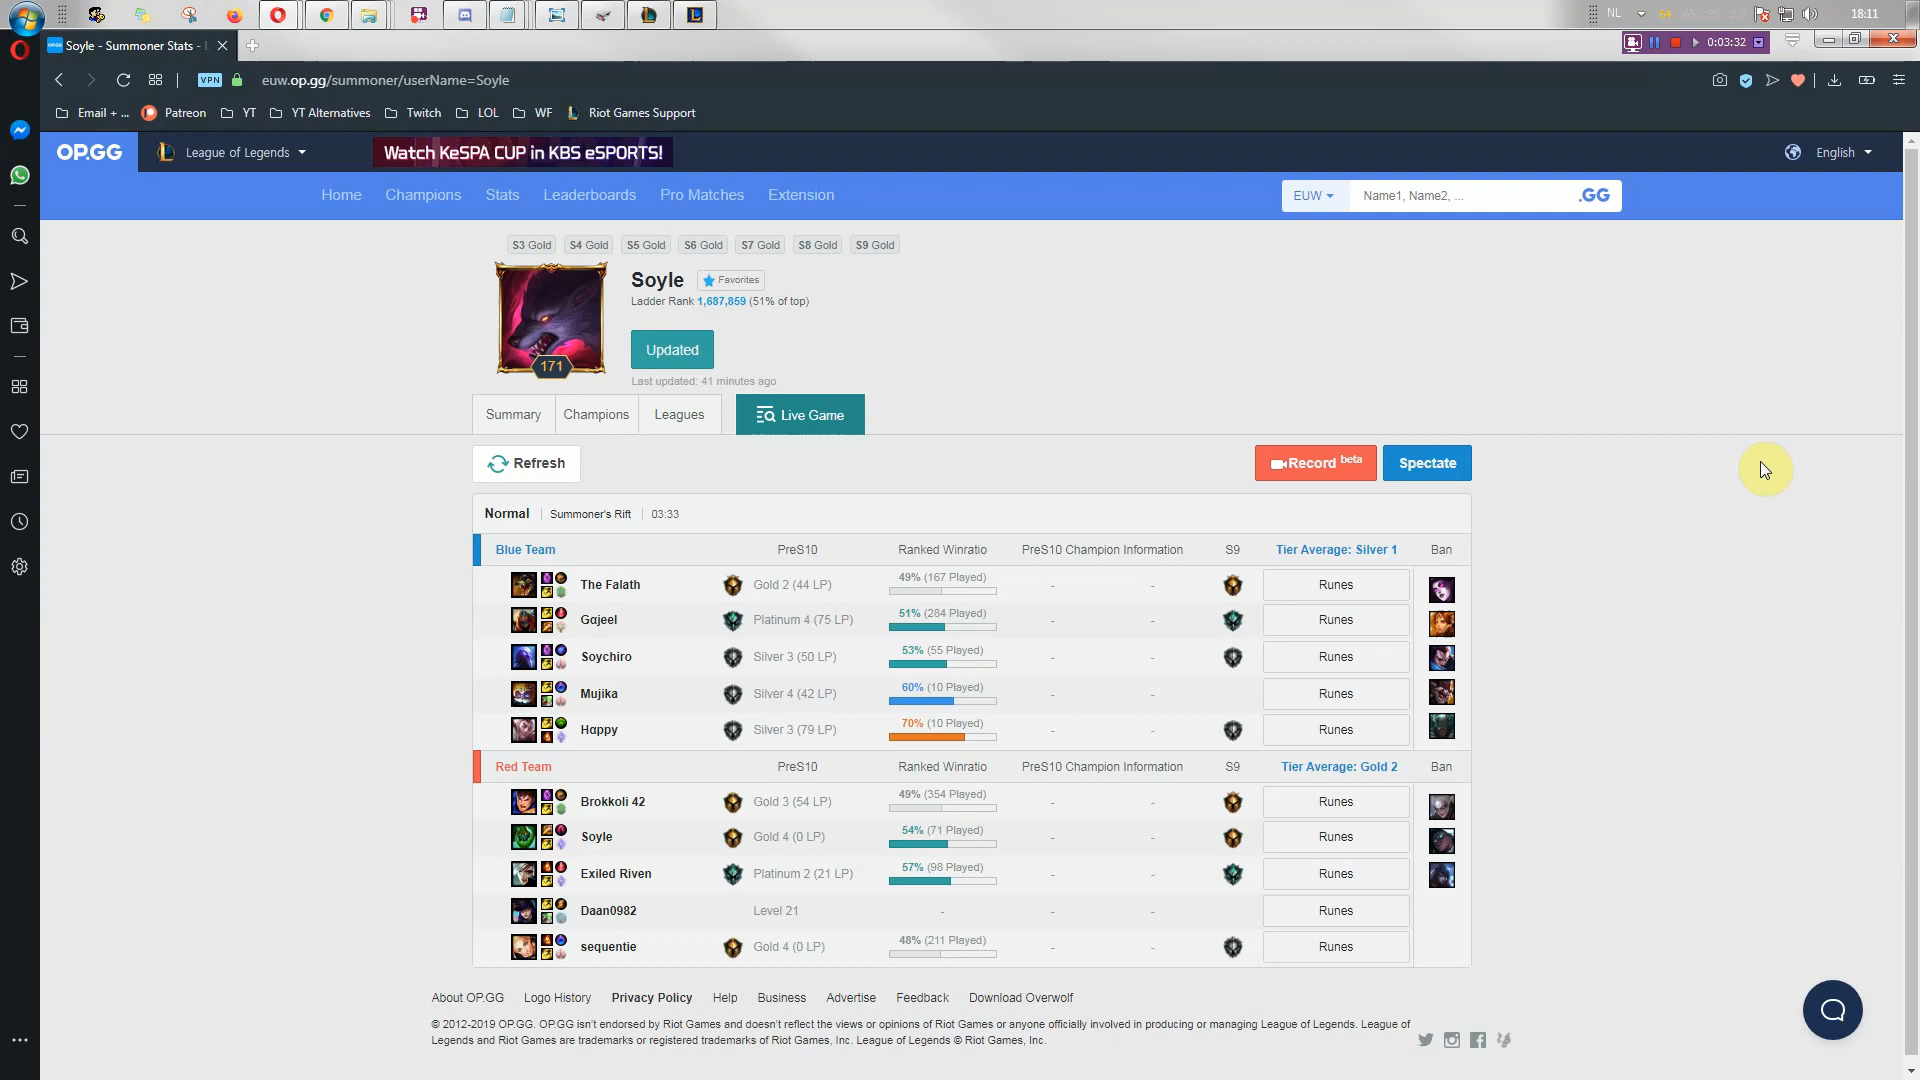 NL 64 18:11
Soyle - Summoner Stats - L
0:03:32
VPN euw.op.gg/summoner/userName=Soyle
Email + ... Patreon YT YT Alternatives Twitch LOL WF Riot Games Support
OP.GG League of Legends Watch KeSPA CUP in KBS eSPORTS! English
Home Champions Stats Leaderboards Pro Matches Extension EUW Name1, Name2, ... .GG
S3 Gold S4 Gold S5 Gold S6 Gold S7 Gold S8 Gold S9 Gold
Soyle Favorites
Ladder Rank 1,687,859 (51% of top)
Updated
171
Last updated: 41 minutes ago
Summary Champions Leagues Live Game
Refresh Record beta Spectate
Normal Summoner's Rift 03:33
Blue Team PreS10 Ranked Winratio PreS10 Champion Information S9 Tier Average: Silver 1 Ban
The Falath Gold 2 (44 LP) 49% (167 Played) - - Runes
Gajeel Platinum 4 (75 LP) 51% (284 Played) - - Runes
Soychiro Silver 3 (50 LP) 53% (55 Played) - - Runes
Mujika Silver 4 (42 LP) 60% (10 Played) - - Runes
Happy Silver 3 (79 LP) 70% (10 Played) - - Runes
Red Team PreS10 Ranked Winratio PreS10 Champion Information S9 Tier Average: Gold 2 Ban
Brokkoli 42 Gold 3 (54 LP) 49% (354 Played) - - Runes
Soyle Gold 4 (0 LP) 54% (71 Played) - - Runes
Exiled Riven Platinum 2 (21 LP) 57% (98 Played) - - Runes
Daan0982 Level 21 - - - Runes
sequentie Gold 4 (0 LP) 48% (211 Played) - - Runes
About OP.GG Logo History Privacy Policy Help Business Advertise Feedback Download Overwolf
© 2012-2019 OP.GG. OP.GG isn't endorsed by Riot Games and doesn't reflect the views or opinions of Riot Games or anyone officially involved in producing or managing League of Legends. League of
Legends and Riot Games are trademarks or registered trademarks of Riot Games, Inc. League of Legends © Riot Games, Inc.